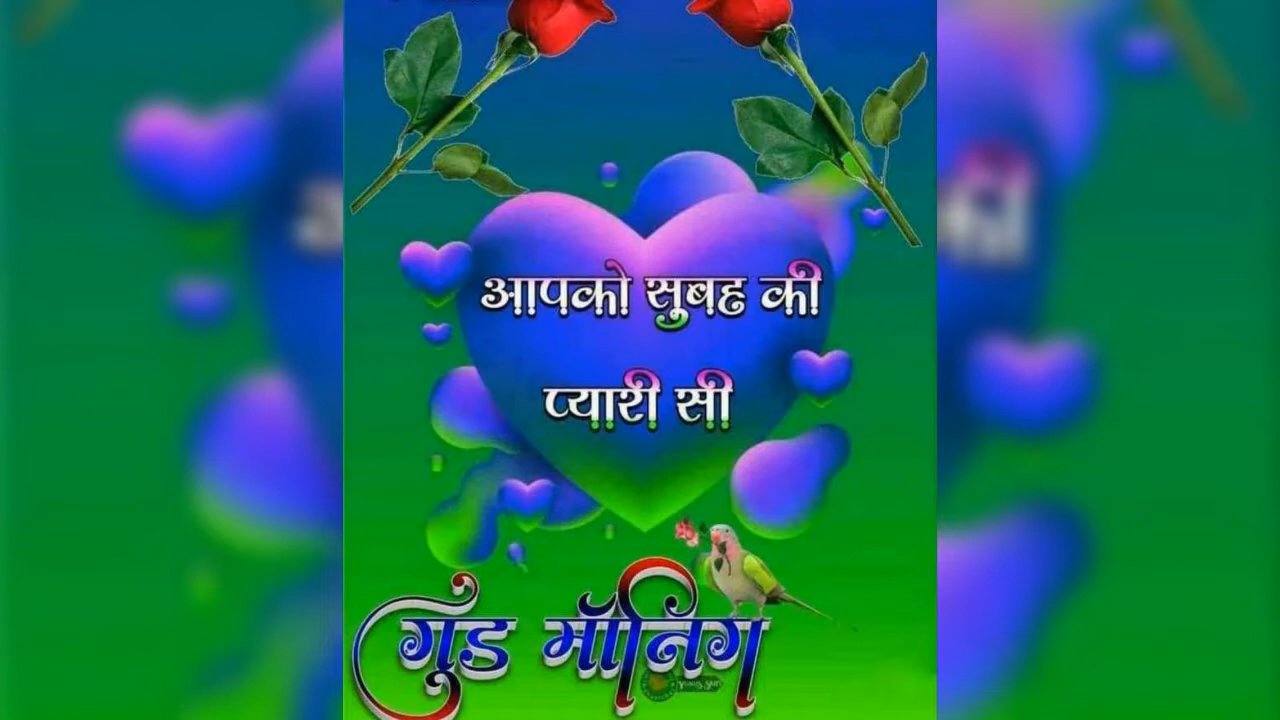 आपको सुबह की
प्यारी सी
गुड मॉनिंग